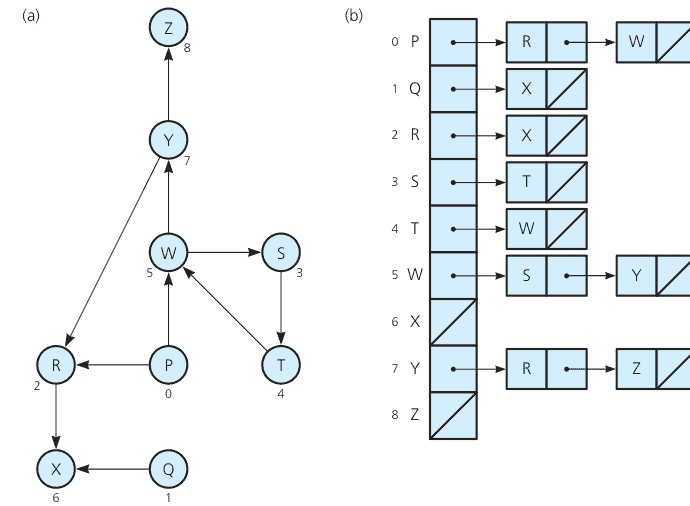 (a)
Z
8
Y
7
W
5
S
3
R
2
P
0
T
4
X
6
Q
1
(b)
0 P R W
1 Q X
2 R X
3 S T
4 T W
5 W S Y
6 X
7 Y R Z
8 Z